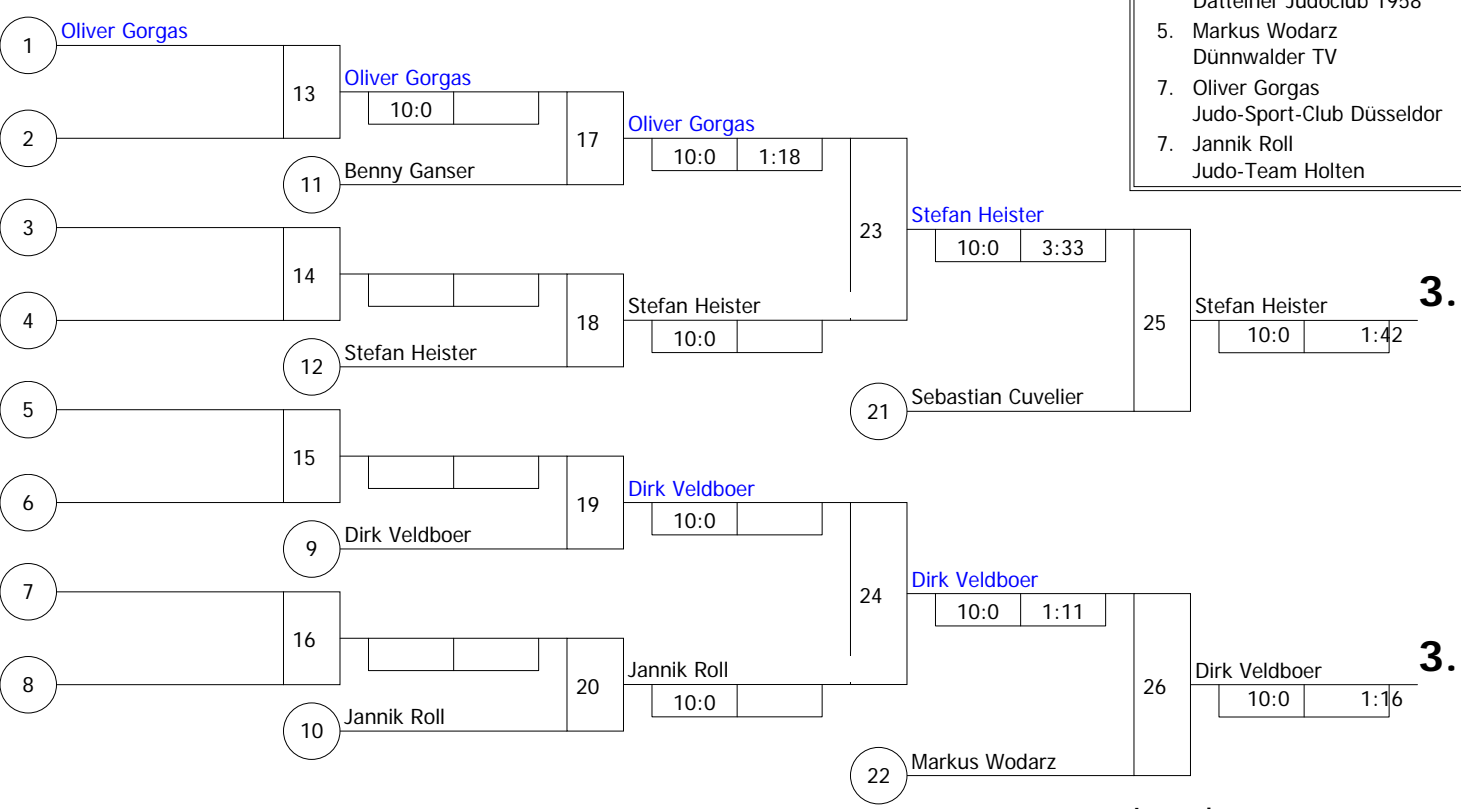 Datteiner Judoclub 1958
5. Markus Wodarz
Dünnwalder TV
7. Oliver Gorgas
Judo-Sport-Club Düsseldor
7. Jannik Roll
Judo-Team Holten
1 Oliver Gorgas
13
Oliver Gorgas
10:0
2
17
Oliver Gorgas
10:0 1:18
11 Benny Ganser
3
23
Stefan Heister
10:0 3:33
14
4
18
Stefan Heister
10:0
12 Stefan Heister
25
Stefan Heister
10:0 1:42
3.
21 Sebastian Cuvelier
5
15
6
19
Dirk Veldboer
10:0
9 Dirk Veldboer
7
24
Dirk Veldboer
10:0 1:11
16
8
20
Jannik Roll
10:0
10 Jannik Roll
26
Dirk Veldboer
10:0 1:16
3.
22 Markus Wodarz